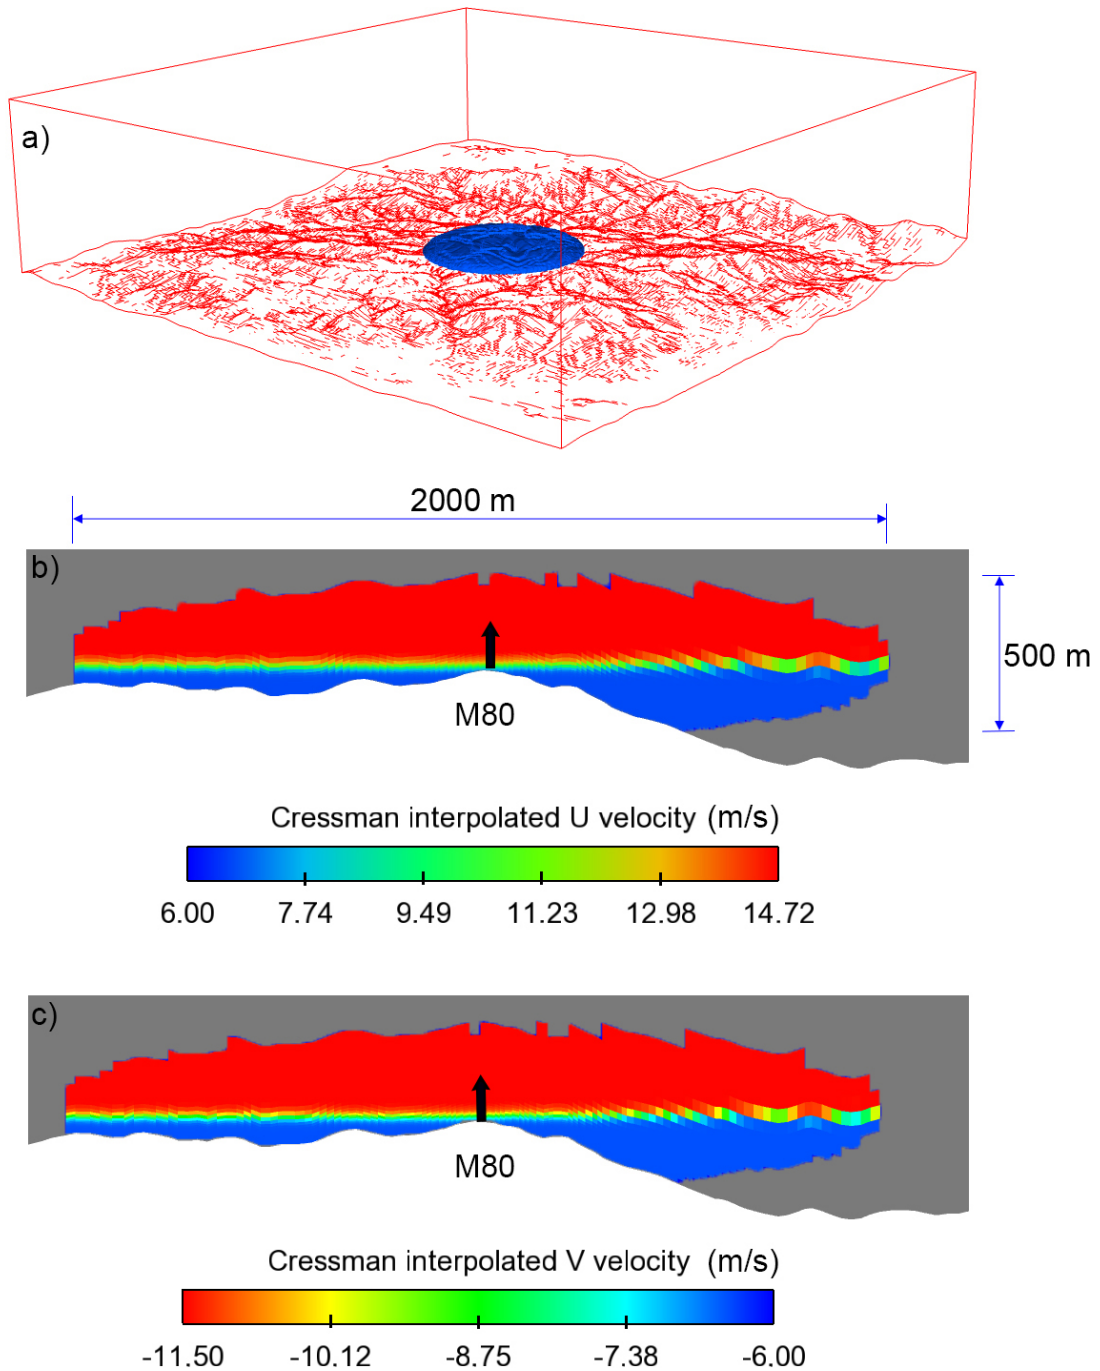 a)
2000 m
b)
500 m
M80
Cressman interpolated U velocity (m/s)
6.00 7.74 9.49 11.23 12.98 14.72
c)
M80
Cressman interpolated V velocity (m/s)
-11.50 -10.12 -8.75 -7.38 -6.00